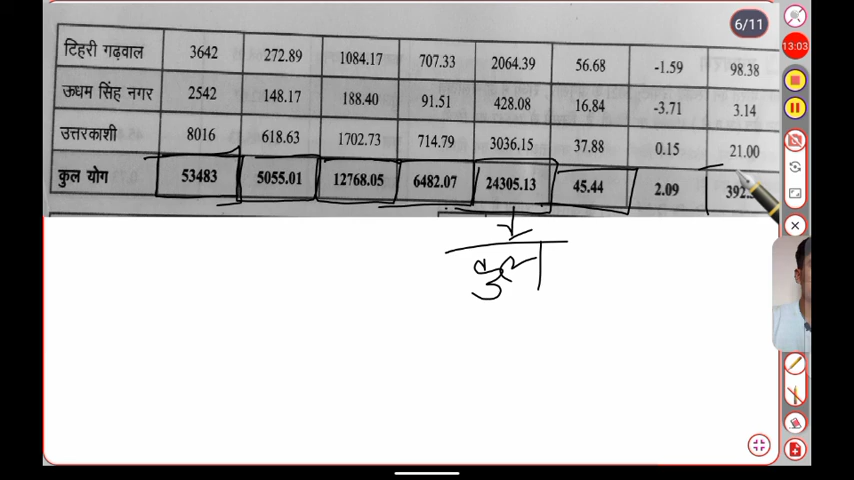 6/11
13:03
टिहरी गढ़वाल 3642 272.89 1084.17 707.33 2064.39 56.68 -1.59 98.38
ऊधम सिंह नगर 2542 148.17 188.40 91.51 428.08 16.84 -3.71 3.14
उत्तरकाशी 8016 618.63 1702.73 714.79 3036.15 37.88 0.15 21.00
कुल योग 53483 5055.01 12768.05 6482.07 24305.13 45.44 2.09
कुल